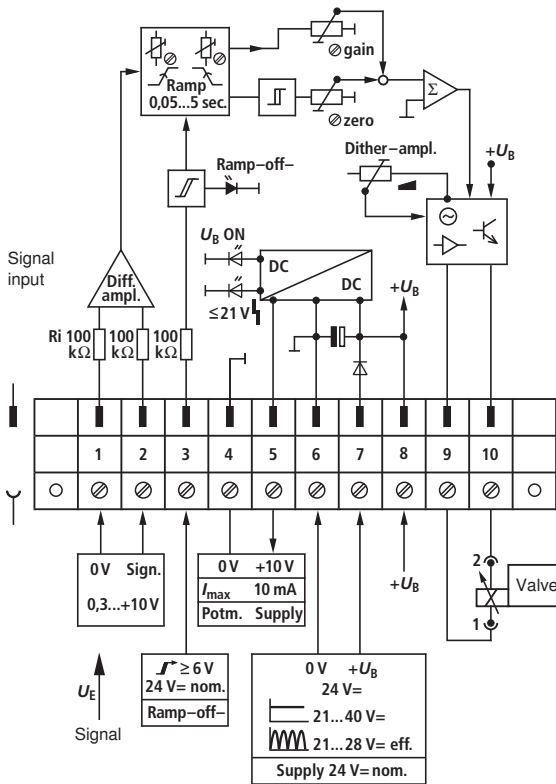 gain
Ramp
0,05...5 sec.
Σ
zero
Dither–ampl.
+UB
Ramp–off–
UB ON
DC
DC
≤21 V
+UB
Signal
input
Diff.
ampl.
Ri 100
kΩ
100
kΩ
100
kΩ
1 2 3 4 5 6 7 8 9 10
0 V Sign.
0,3...+10 V
0 V +10 V
Imax 10 mA
Potm. Supply
+UB
2
1
Valve
UE
Signal
≥ 6 V
24 V= nom.
Ramp–off–
0 V +UB
24 V=
21...40 V=
21...28 V= eff.
Supply 24 V= nom.